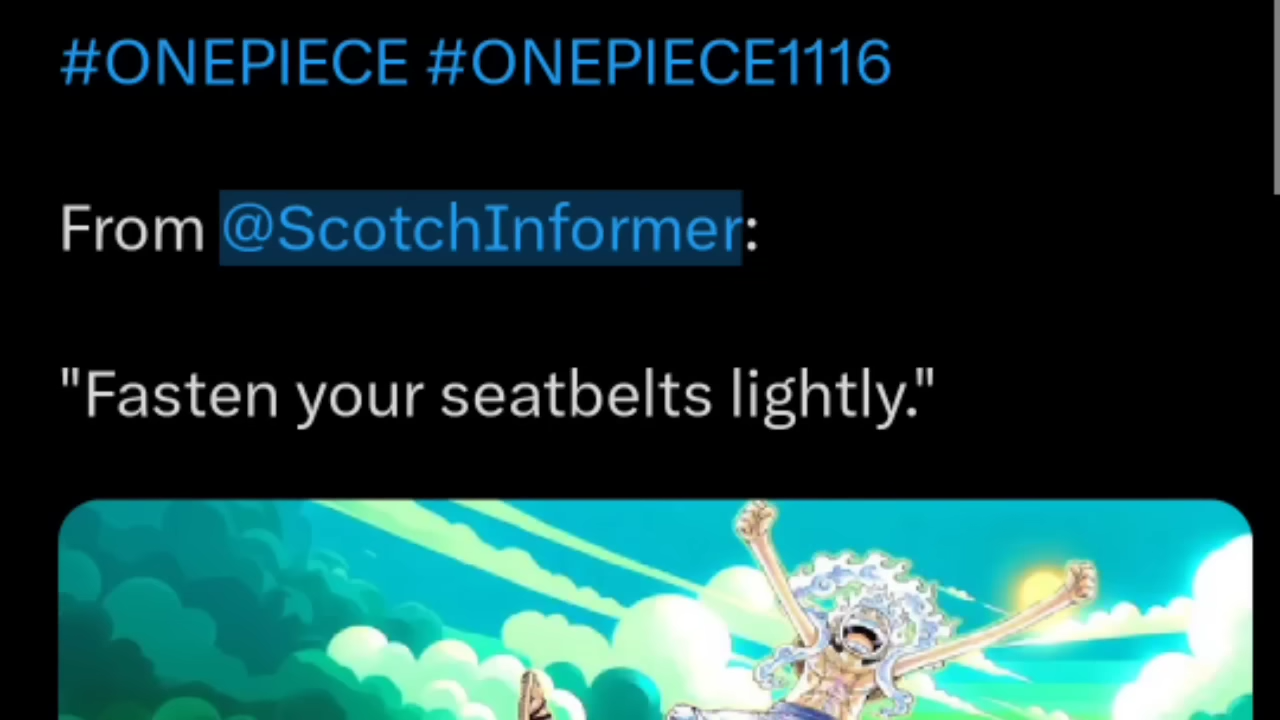 #ONEPIECE #ONEPIECE1116
From @ScotchInformer:
"Fasten your seatbelts lightly."